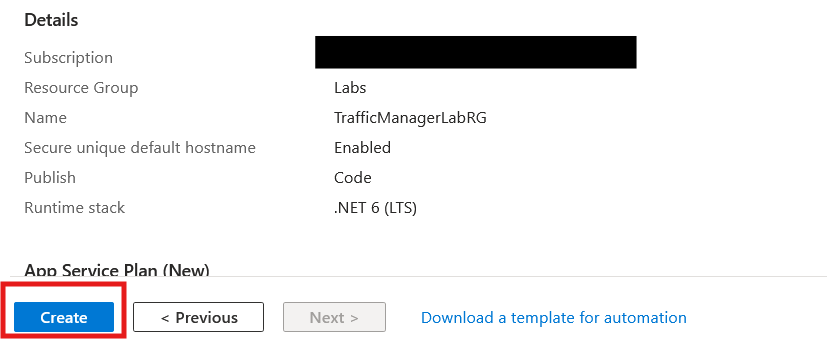 Details
Subscription
Resource Group Labs
Name TrafficManagerLabRG
Secure unique default hostname Enabled
Publish Code
Runtime stack .NET 6 (LTS)
App Service Plan (New)
Create < Previous Next > Download a template for automation